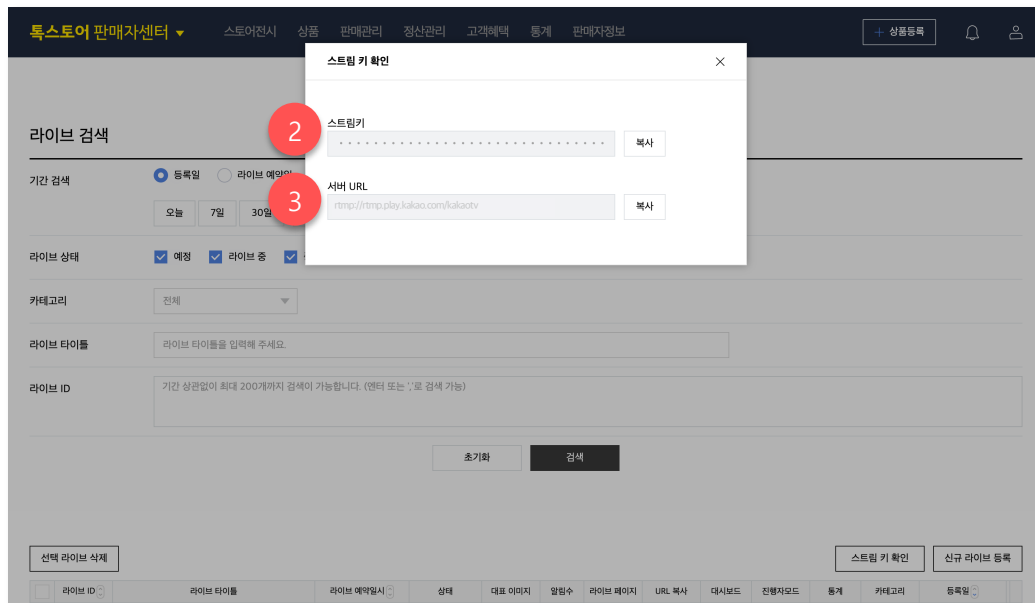 톡스토어 판매자센터 ▼ 스토어전시 상품 판매관리 정산관리 고객혜택 통계 판매자정보 + 상품등록
스트림 키 확인 ×
라이브 검색
2 스트림키
································ 복사
기간 검색 등록일 라이브 예약일
3 서버 URL
오늘 7일 30일 rtmp://rtmp.play.kakao.com/kakaotv 복사
라이브 상태 예정 라이브 중
카테고리 전체
라이브 타이틀 라이브 타이틀을 입력해 주세요.
라이브 ID 기간 상관없이 최대 200개까지 검색이 가능합니다. (엔터 또는 ','로 검색 가능)
초기화 검색
선택 라이브 삭제 스트림 키 확인 신규 라이브 등록
라이브 ID 라이브 타이틀 라이브 예약일시 상태 대표 이미지 알림수 라이브 페이지 URL 복사 대시보드 진행자모드 통계 카테고리 등록일